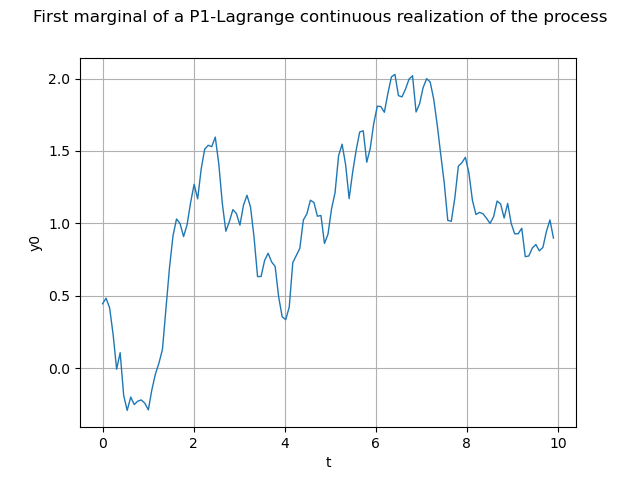 First marginal of a P1-Lagrange continuous realization of the process
2.0
1.5
1.0
0.5
0.0
y0
0 2 4 6 8 10
t